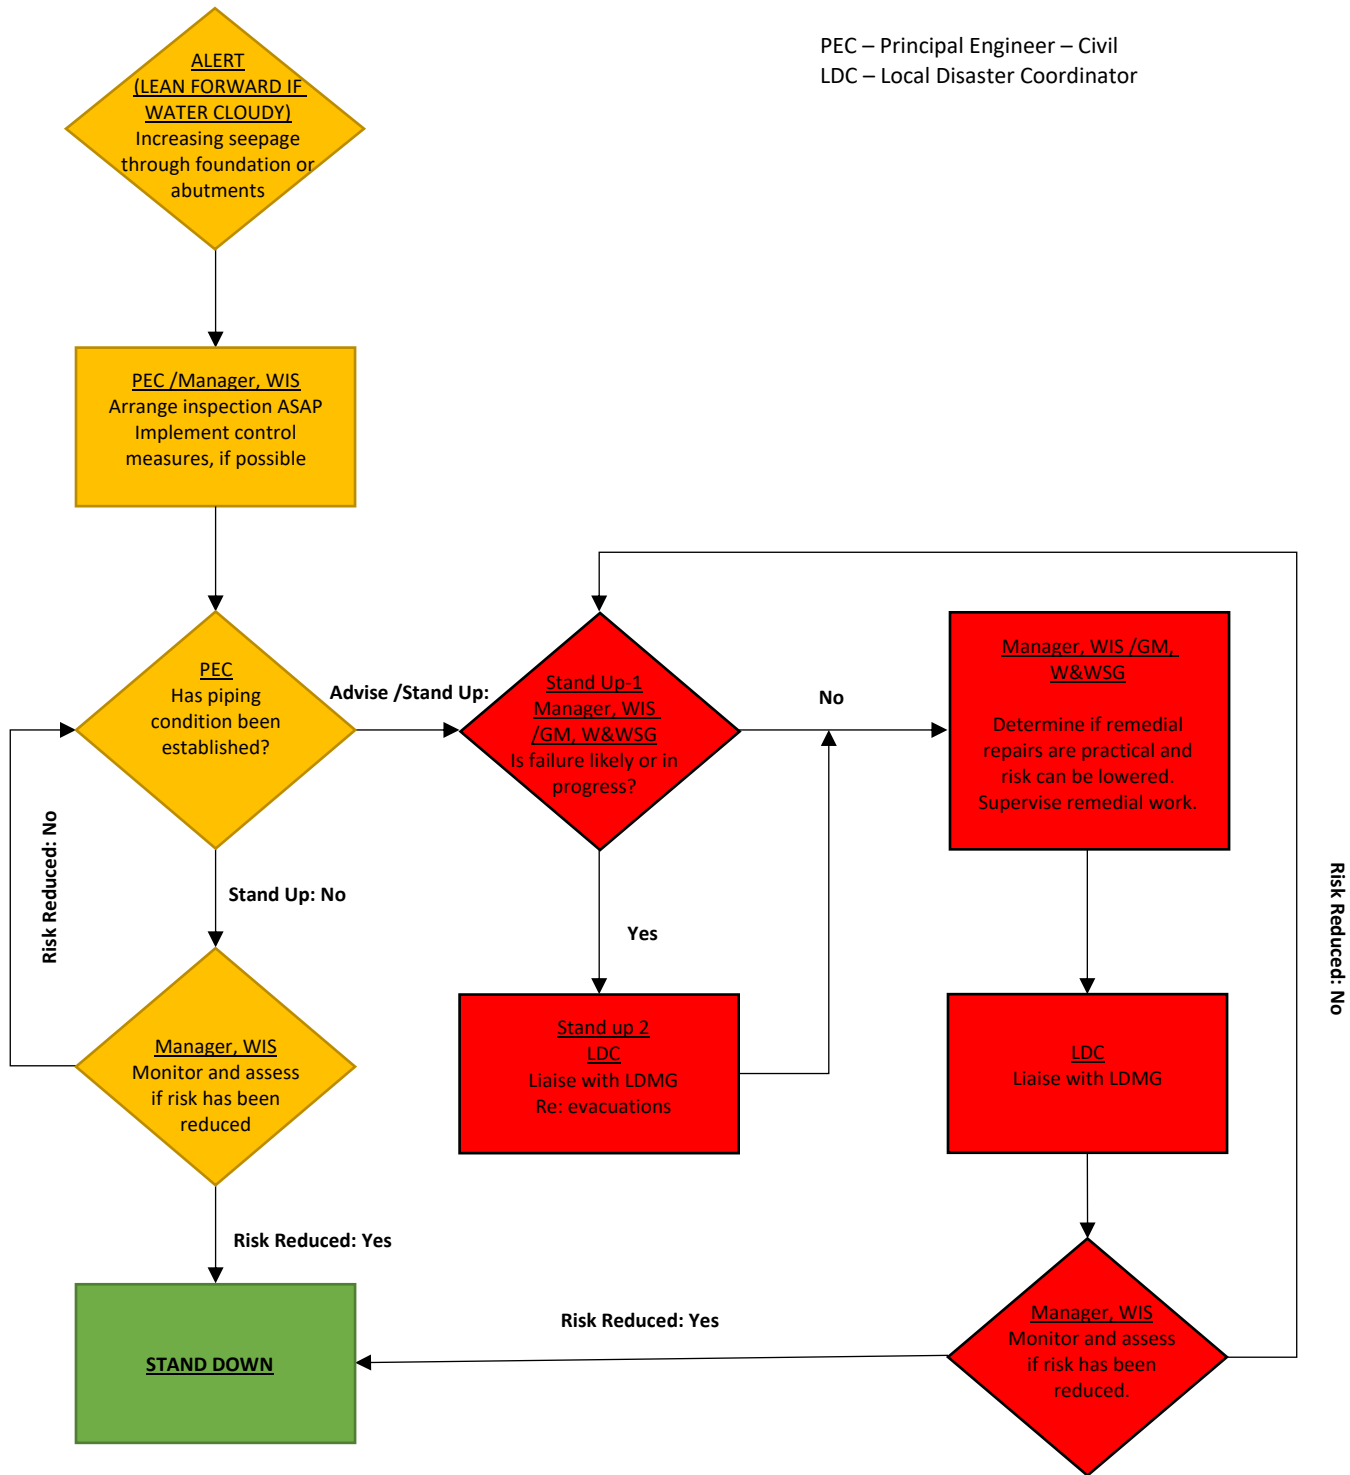 PEC – Principal Engineer – Civil
LDC – Local Disaster Coordinator
ALERT
(LEAN FORWARD IF
WATER CLOUDY)
Increasing seepage
through foundation or
abutments
PEC /Manager, WIS
Arrange inspection ASAP
Implement control
measures, if possible
PEC
Has piping
condition been
established?
Advise /Stand Up:
Stand Up-1
Manager, WIS
/GM, W&WSG
Is failure likely or in
progress?
No
Manager, WIS /GM,
W&WSG
Determine if remedial
repairs are practical and
risk can be lowered.
Supervise remedial work.
Risk Reduced: No
Stand Up: No
Yes
Risk Reduced: No
Manager, WIS
Monitor and assess
if risk has been
reduced
Stand up 2
LDC
Liaise with LDMG
Re: evacuations
LDC
Liaise with LDMG
Risk Reduced: Yes
Risk Reduced: Yes
STAND DOWN
Manager, WIS
Monitor and assess
if risk has been
reduced.